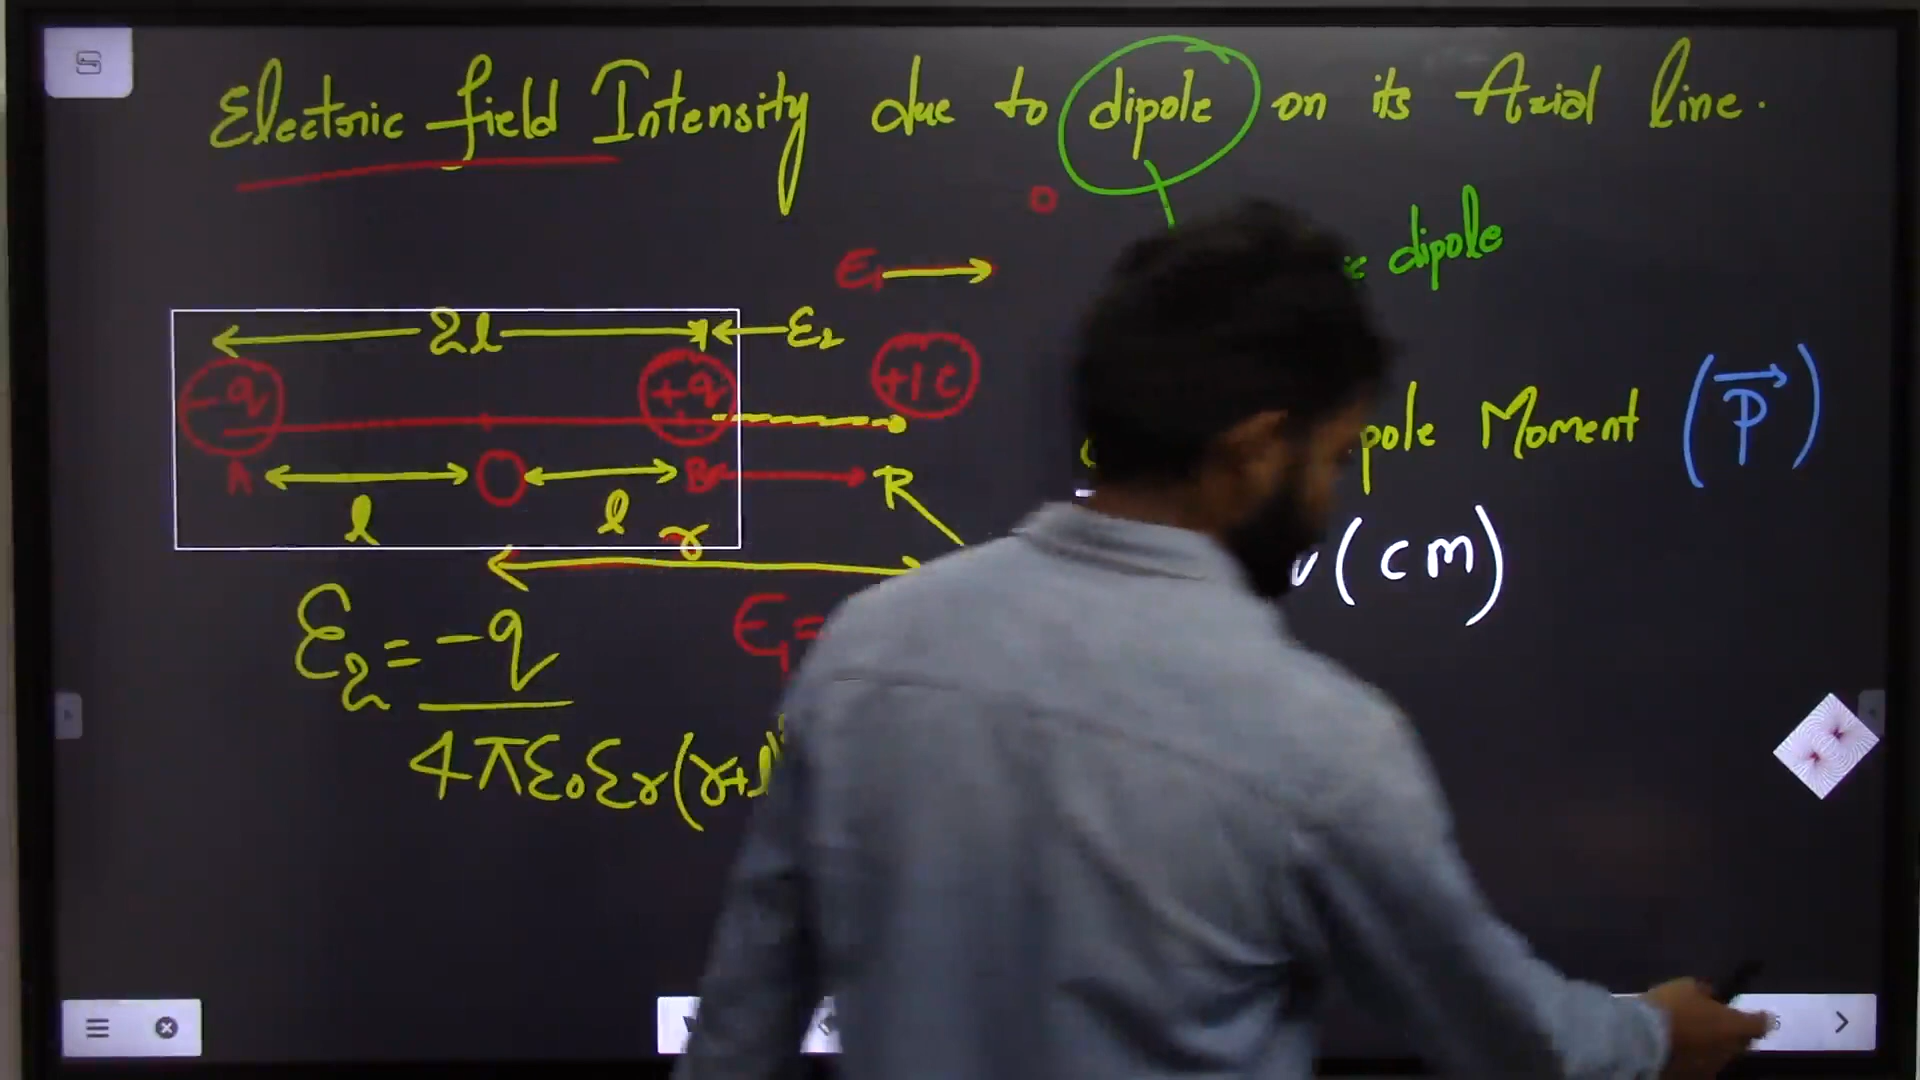 Electric field Intensity due to dipole on its Axial line.
dipole
E₁
2l E₂
-q +q +1c
pole Moment (P⃗)
A O B R
l l
r
(cm)
E₂ = -q
E₁=
4πε₀εr(r+l